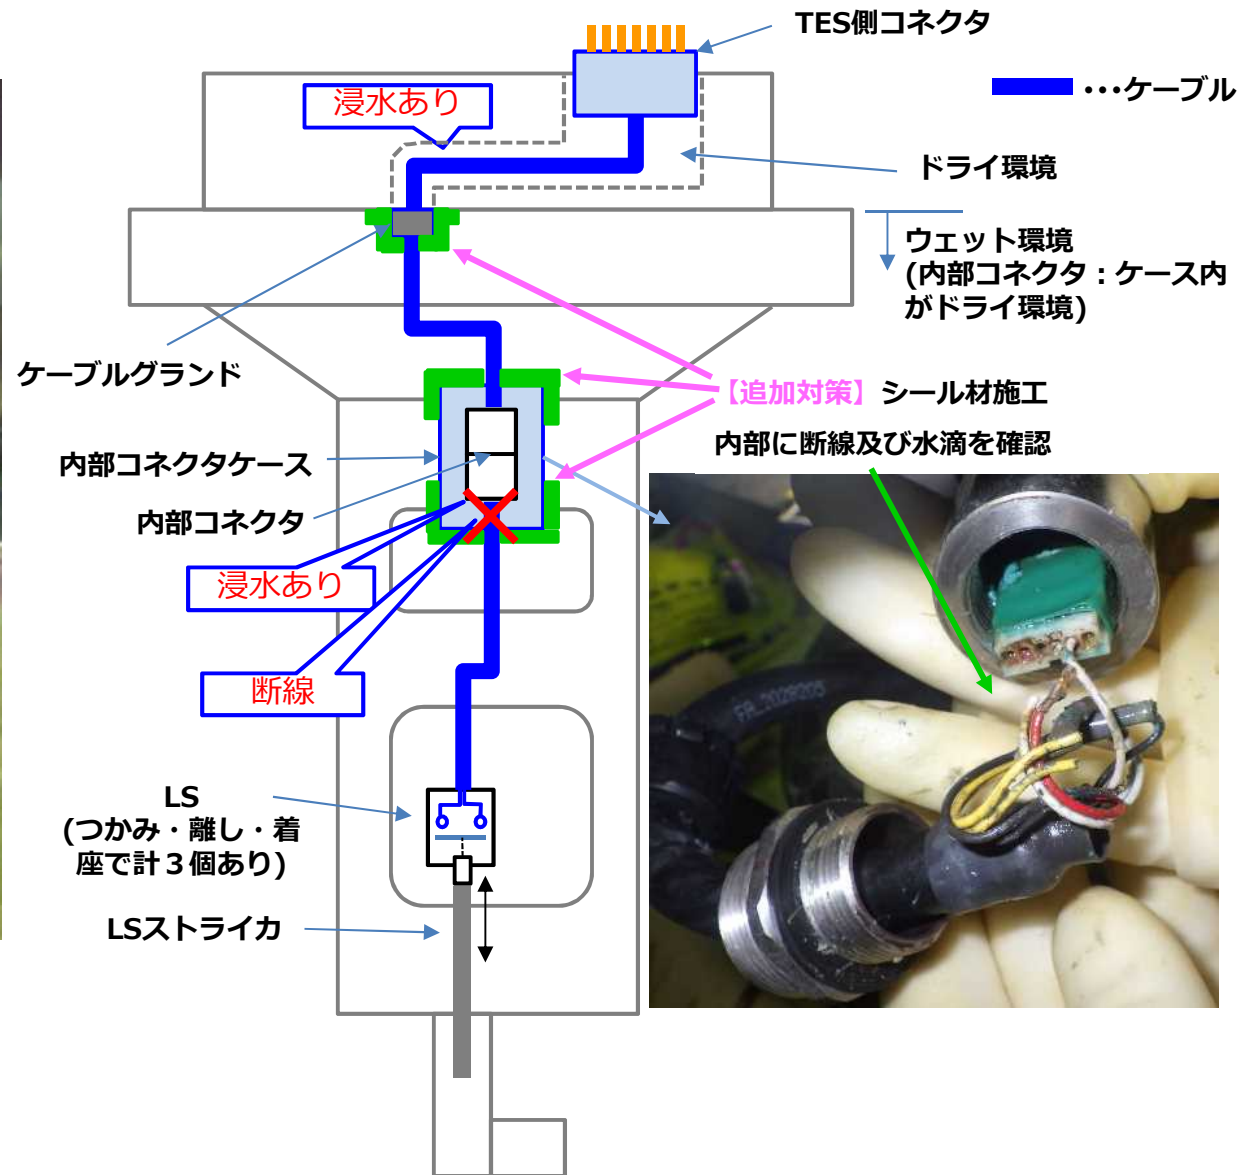 TES側コネクタ
浸水あり
•••ケーブル
ドライ環境
ウェット環境
(内部コネクタ：ケース内
がドライ環境)
ケーブルグランド
【追加対策】シール材施工
内部に断線及び水滴を確認
内部コネクタケース
内部コネクタ
浸水あり
断線
LS
(つかみ・離し・着
座で計３個あり)
LSストライカ